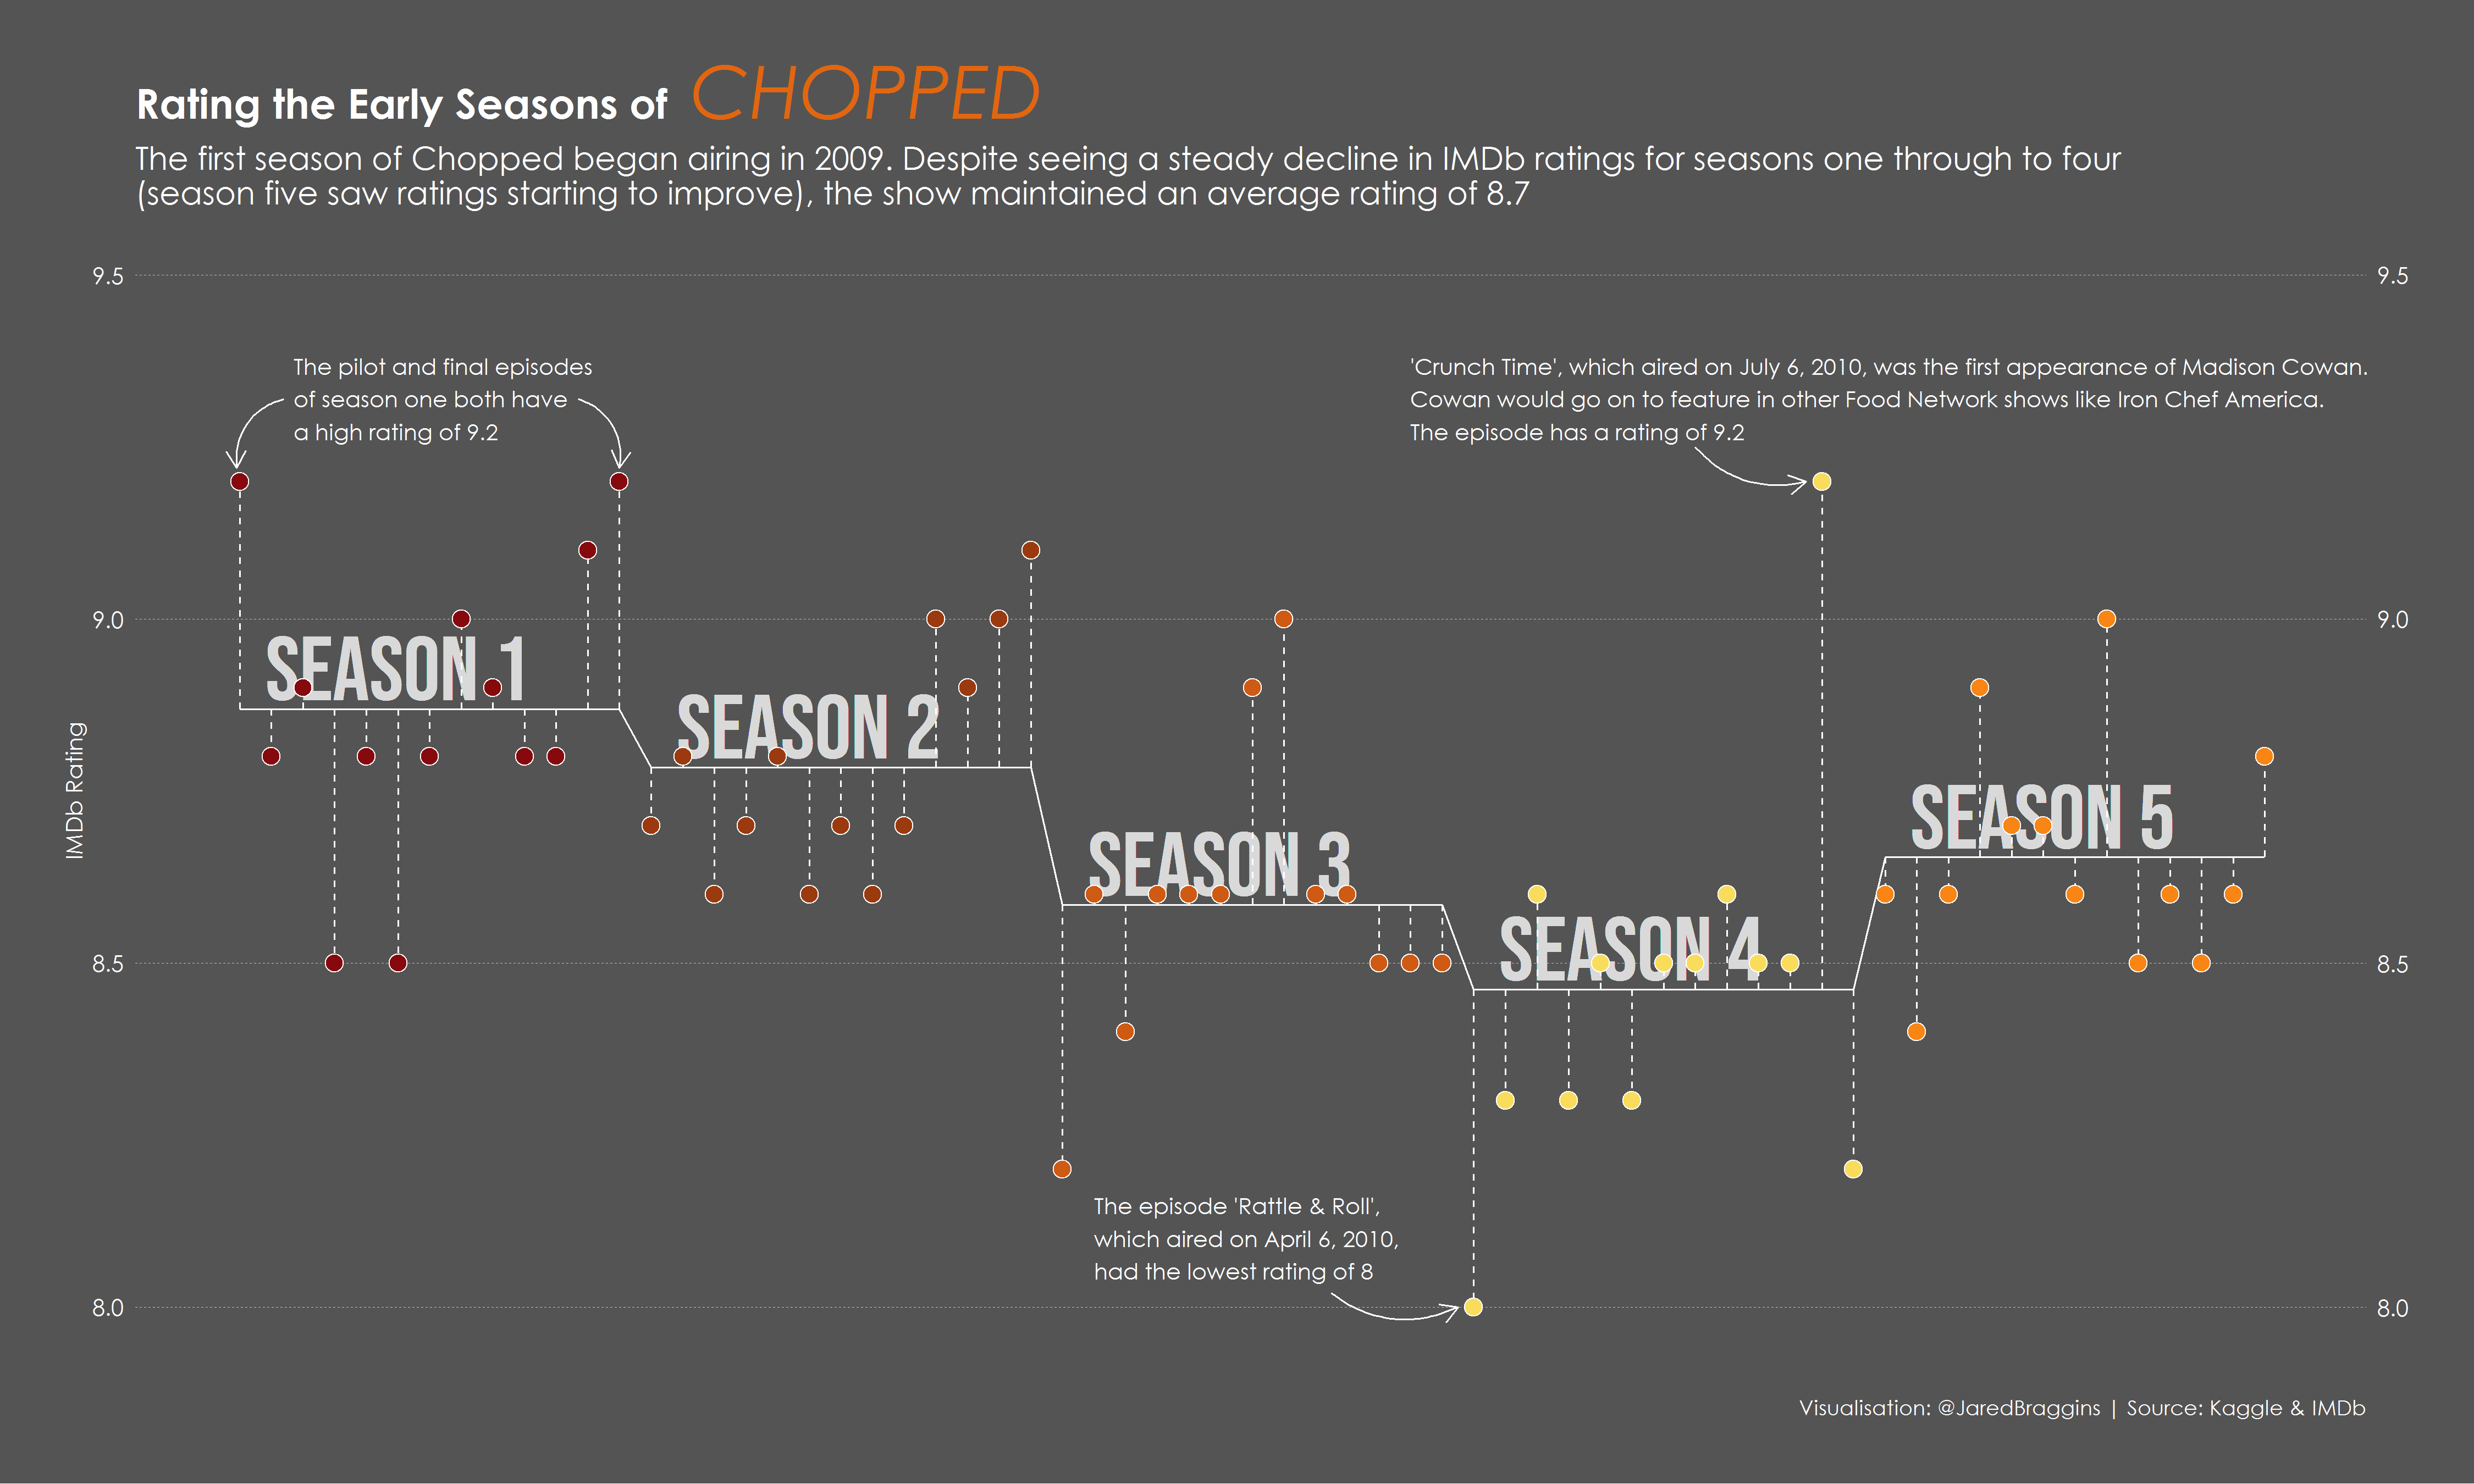 Rating the Early Seasons of CHOPPED
The first season of Chopped began airing in 2009. Despite seeing a steady decline in IMDb ratings for seasons one through to four
(season five saw ratings starting to improve), the show maintained an average rating of 8.7
9.5 9.5
The pilot and final episodes
of season one both have
a high rating of 9.2
'Crunch Time', which aired on July 6, 2010, was the first appearance of Madison Cowan.
Cowan would go on to feature in other Food Network shows like Iron Chef America.
The episode has a rating of 9.2
9.0 9.0
SEASON 1
SEASON 2
SEASON 3
SEASON 4
SEASON 5
IMDb Rating
8.5 8.5
The episode 'Rattle & Roll',
which aired on April 6, 2010,
had the lowest rating of 8
8.0 8.0
Visualisation: @JaredBraggins | Source: Kaggle & IMDb